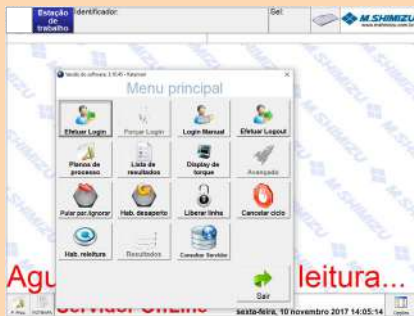 Estação de trabalho
Identificador:
Gel:
M.SHIMIZU
Menu principal
Efetuar Login
Forçar Login
Login Manual
Efetuar Logout
Planos de processo
Lista de resultados
Display de torque
Avançado
Pular par./Ignorar
Hab. desaperto
Liberar linha
Cancelar ciclo
Hab. releitura
Resultados
Consultar Servidor
Sair
Agu leitura...
Servidor OffLine
sexta-feira, 10 novembro 2017 14:05:14